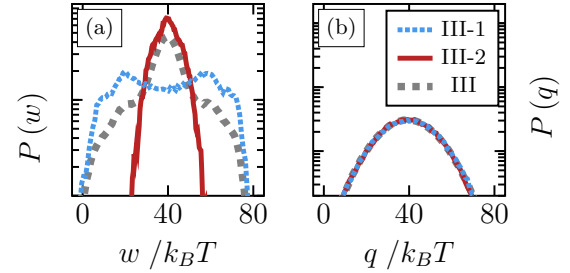 (a)
(b)
III-1
III-2
III
P (w)
P (q)
0 40 80
0 40 80
w /k_BT
q /k_BT